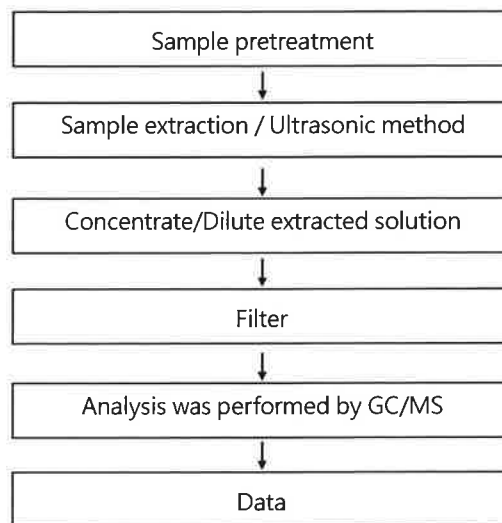 Sample pretreatment
Sample extraction / Ultrasonic method
Concentrate/Dilute extracted solution
Filter
Analysis was performed by GC/MS
Data